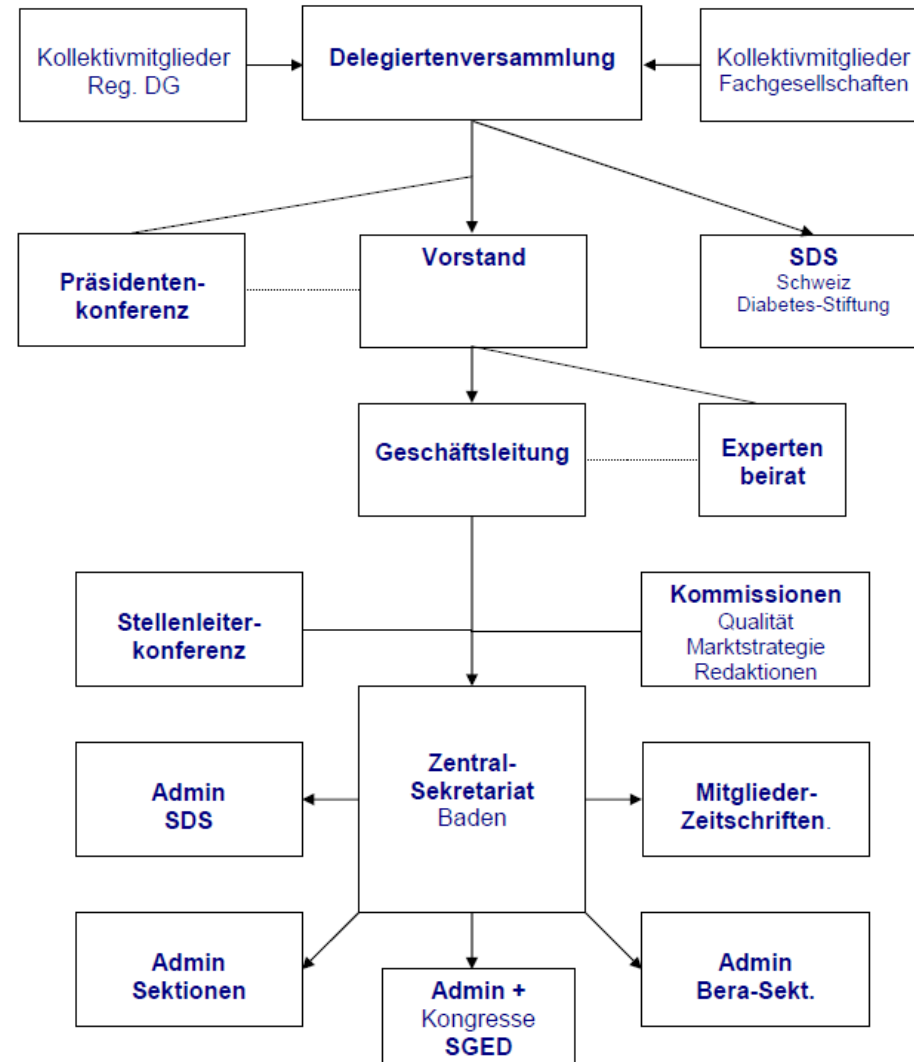 Kollektivmitglieder
Reg. DG
Delegiertenversammlung
Kollektivmitglieder
Fachgesellschaften
Präsidenten-
konferenz
Vorstand
SDS
Schweiz
Diabetes-Stiftung
Geschäftsleitung
Experten
beirat
Stellenleiter-
konferenz
Kommissionen
Qualität
Marktstrategie
Redaktionen
Zentral-
Sekretariat
Baden
Admin
SDS
Mitglieder-
Zeitschriften.
Admin
Sektionen
Admin +
Kongresse
SGED
Admin
Bera-Sekt.